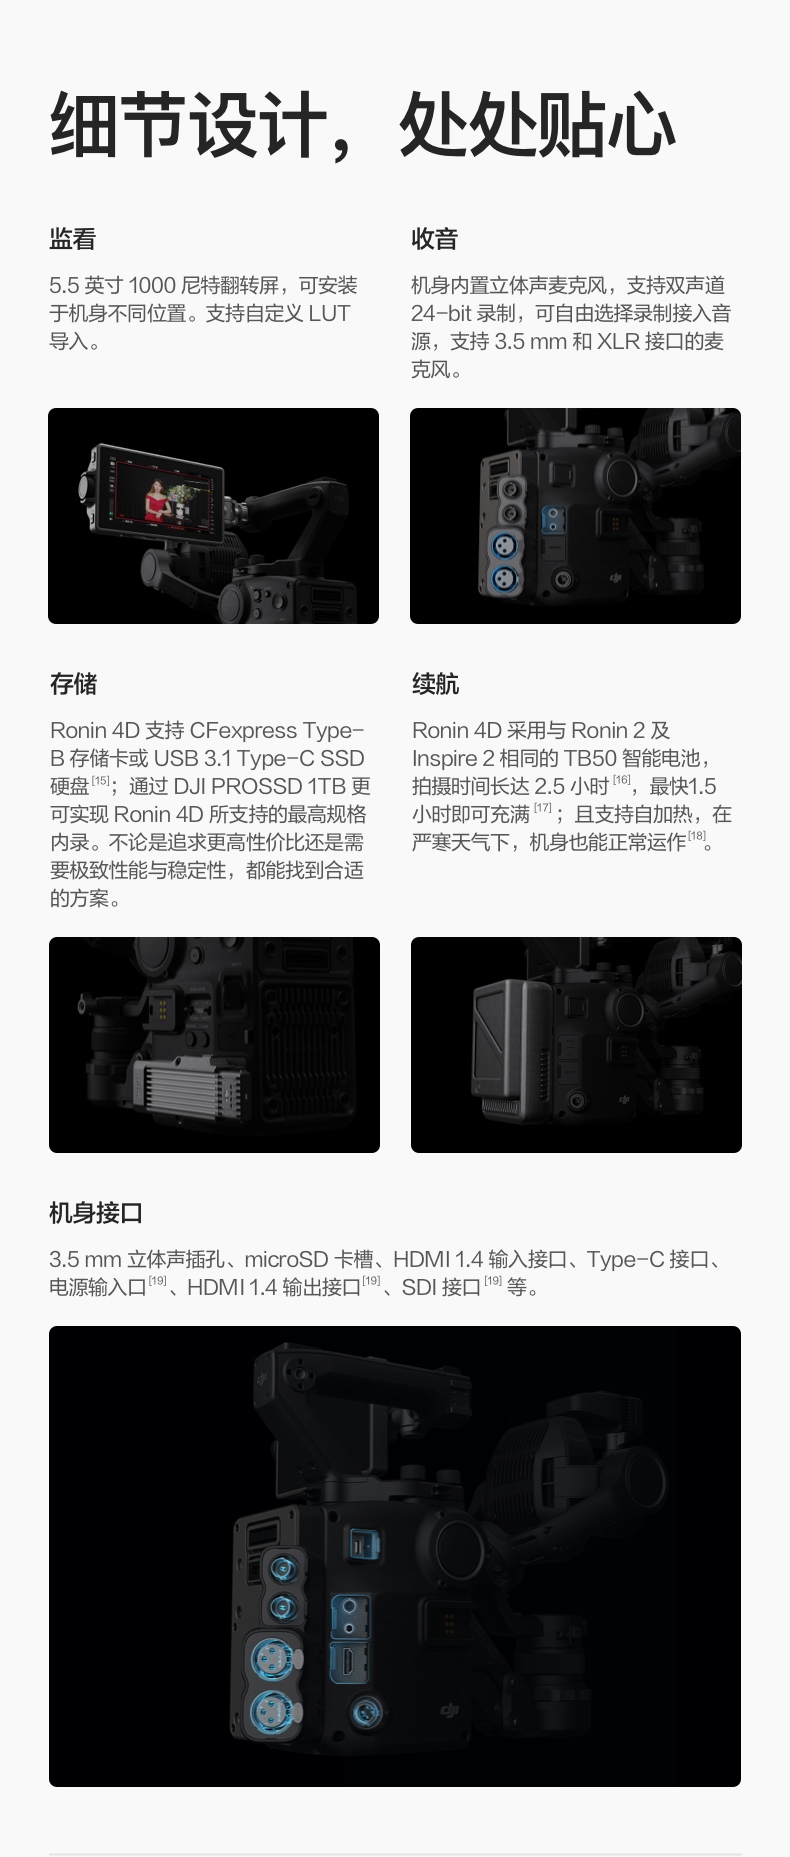 细节设计，处处贴心
监看
5.5 英寸 1000 尼特翻转屏，可安装
于机身不同位置。支持自定义 LUT
导入。
收音
机身内置立体声麦克风，支持双声道
24-bit 录制，可自由选择录制接入音
源，支持 3.5 mm 和 XLR 接口的麦
克风。
dji
存储
Ronin 4D 支持 CFexpress Type-
B 存储卡或 USB 3.1 Type-C SSD
硬盘[15]；通过 DJI PROSSD 1TB 更
可实现 Ronin 4D 所支持的最高规格
内录。不论是追求更高性价比还是需
要极致性能与稳定性，都能找到合适
的方案。
续航
Ronin 4D 采用与 Ronin 2 及
Inspire 2 相同的 TB50 智能电池，
拍摄时间长达 2.5 小时[16]，最快1.5
小时即可充满[17]；且支持自加热，在
严寒天气下，机身也能正常运作[18]。
dji
机身接口
3.5 mm 立体声插孔、microSD 卡槽、HDMI 1.4 输入接口、Type-C 接口、
电源输入口[19]、HDMI 1.4 输出接口[19]、SDI 接口[19] 等。
dji
dji